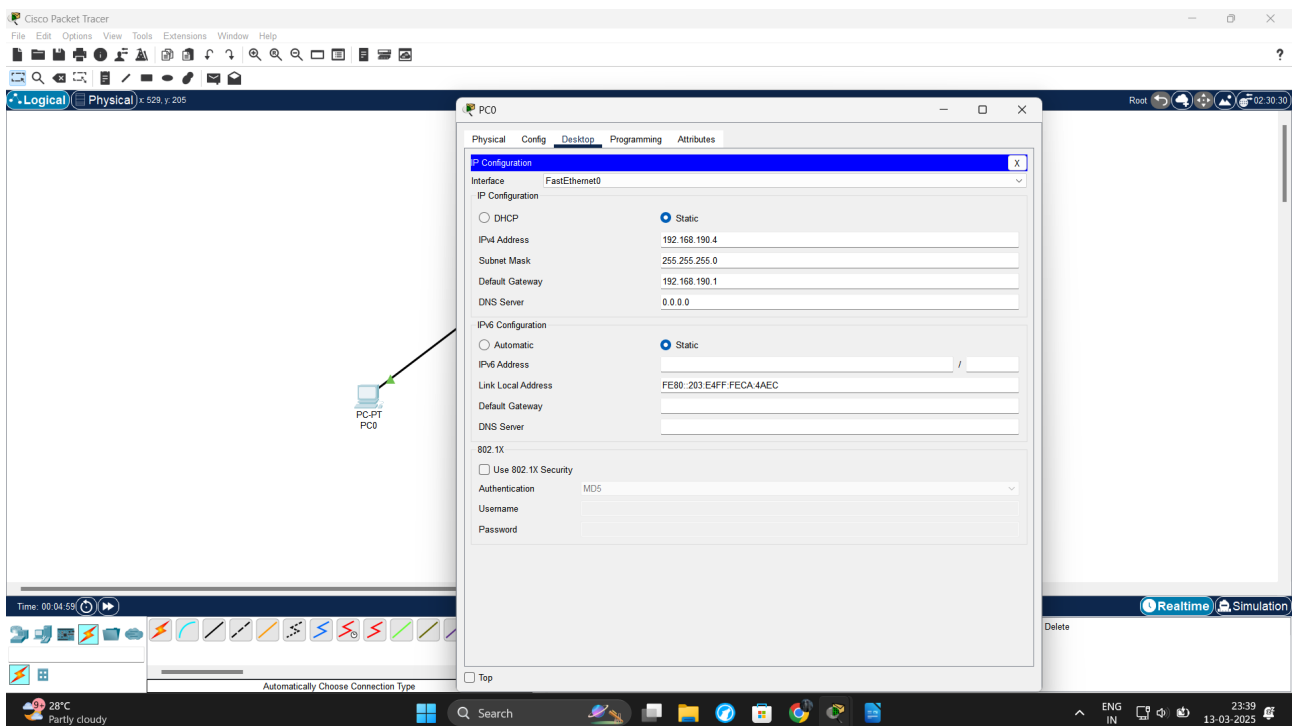 Cisco Packet Tracer
File Edit Options View Tools Extensions Window Help
?
Logical Physical x: 529, y: 205
Root 02:30:30
PC0
Physical Config Desktop Programming Attributes
IP Configuration X
Interface FastEthernet0
IP Configuration
DHCP Static
IPv4 Address 192.168.190.4
Subnet Mask 255.255.255.0
Default Gateway 192.168.190.1
DNS Server 0.0.0.0
IPv6 Configuration
Automatic Static
IPv6 Address /
Link Local Address FE80::203:E4FF:FECA:4AEC
Default Gateway
DNS Server
802.1X
Use 802.1X Security
Authentication MD5
Username
Password
Top
PC-PT
PC0
Time: 00:04:59
Realtime Simulation
Delete
Automatically Choose Connection Type
9+ 28°C
Partly cloudy
Search
ENG
IN
23:39
13-03-2025